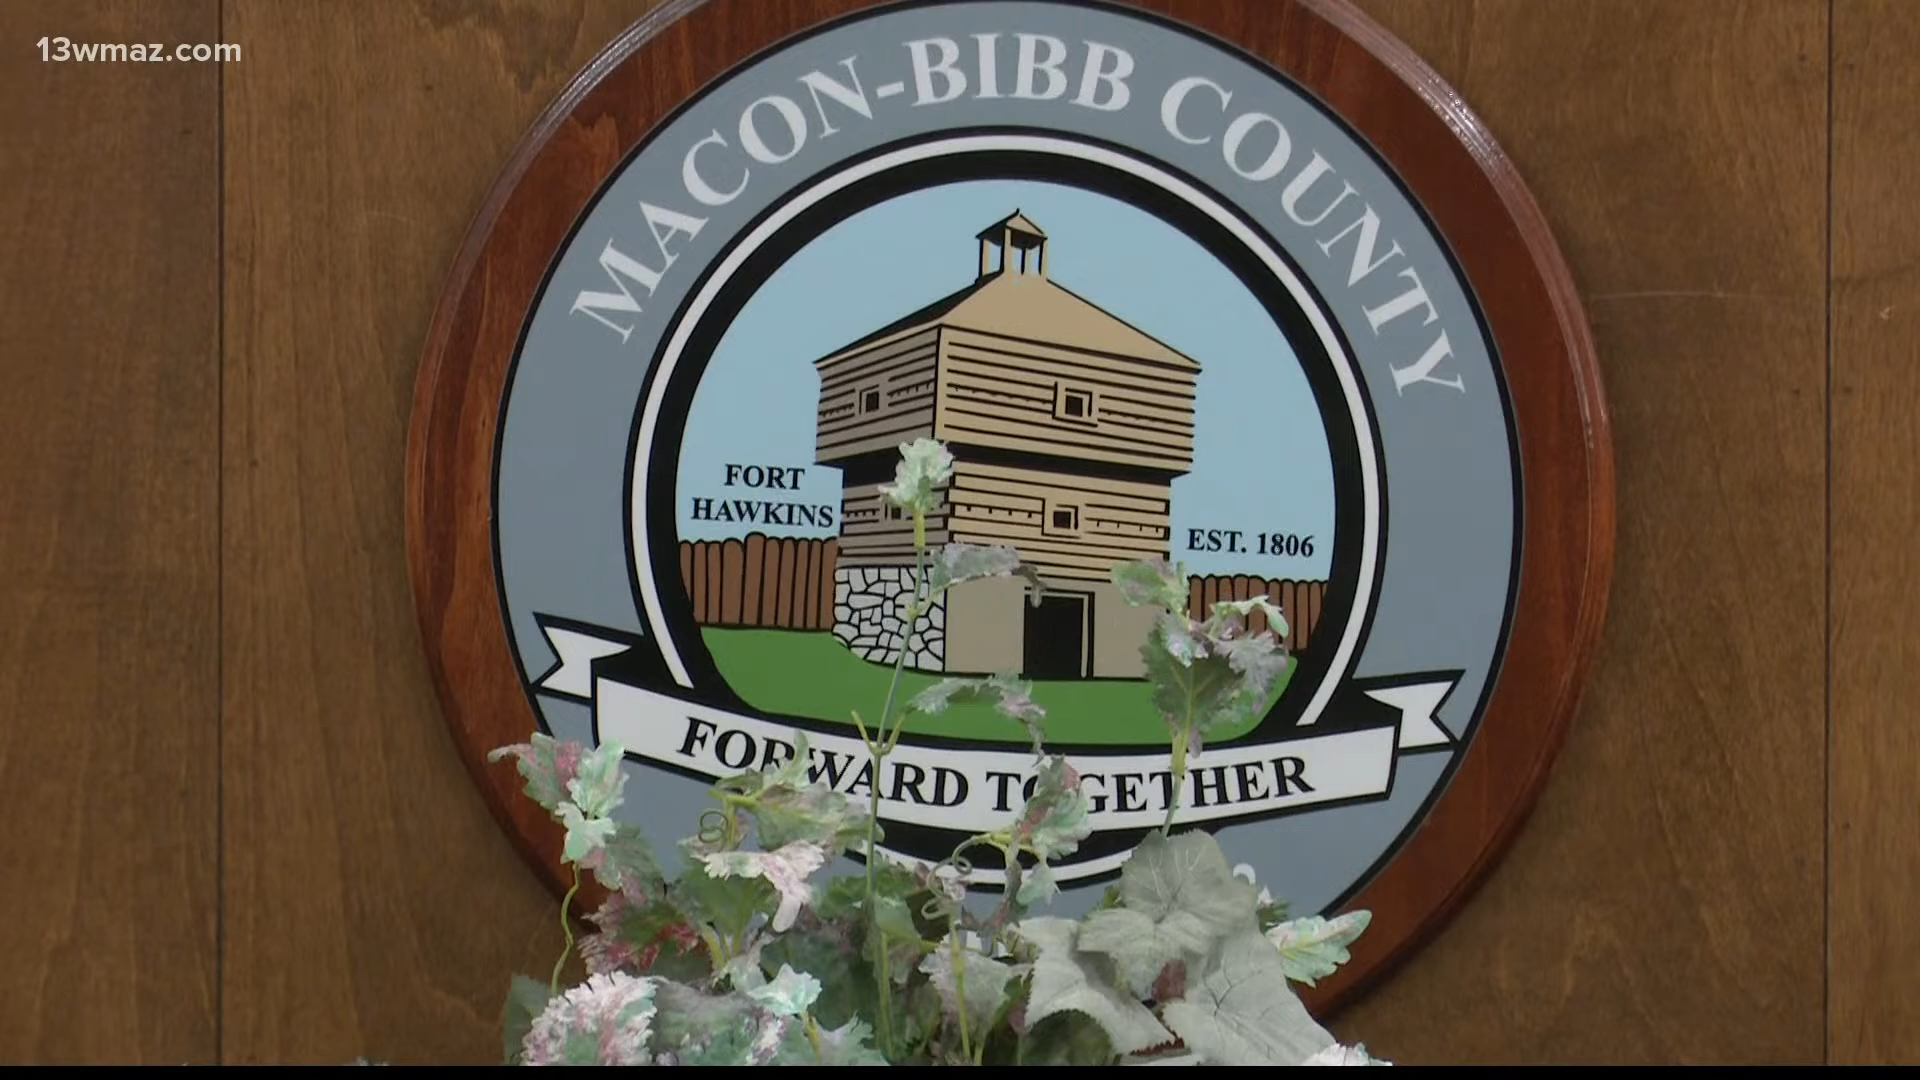 13wmaz.com
MACON-BIBB COUNTY
FORT
HAWKINS
EST. 1806
FORWARD TOGETHER